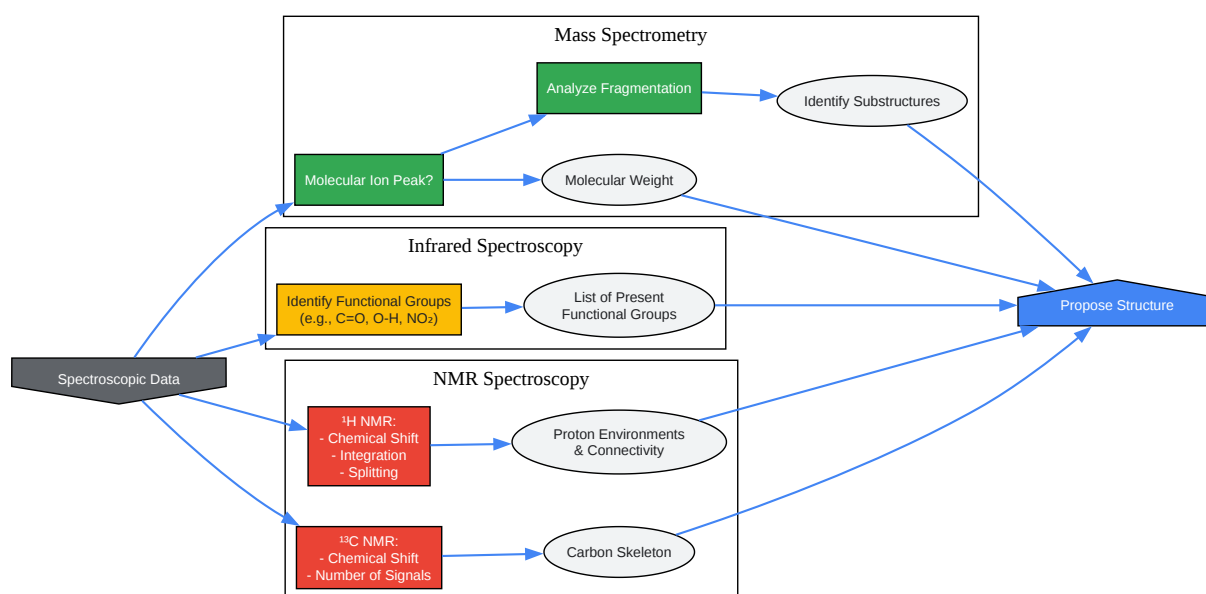 Mass Spectrometry
Analyze Fragmentation
Identify Substructures
Molecular Ion Peak?
Molecular Weight
Infrared Spectroscopy
Identify Functional Groups
(e.g., C=O, O-H, NO₂)
List of Present
Functional Groups
Propose Structure
Spectroscopic Data
NMR Spectroscopy
¹H NMR:
- Chemical Shift
- Integration
- Splitting
Proton Environments
& Connectivity
¹³C NMR:
- Chemical Shift
- Number of Signals
Carbon Skeleton